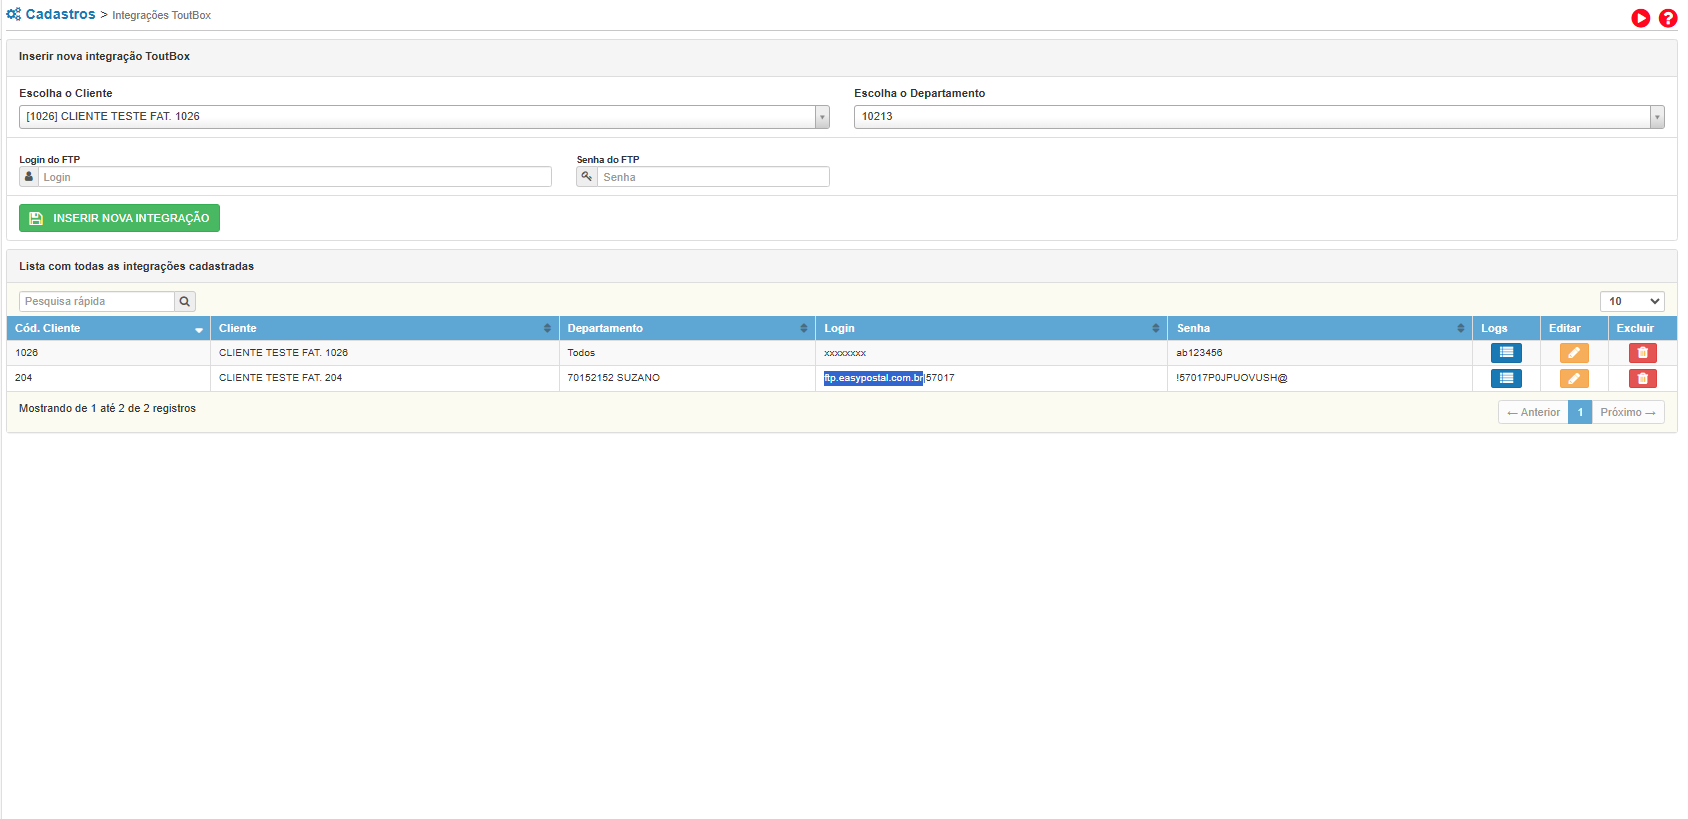 Cadastros > Integrações ToutBox
Inserir nova integração ToutBox
Escolha o Cliente
Escolha o Departamento
[1026] CLIENTE TESTE FAT. 1026
10213
Login do FTP
Senha do FTP
Login
Senha
INSERIR NOVA INTEGRAÇÃO
Lista com todas as integrações cadastradas
Pesquisa rápida
10
Cód. Cliente Cliente Departamento Login Senha Logs Editar Excluir
1026 CLIENTE TESTE FAT. 1026 Todos xxxxxxxx ab123456
204 CLIENTE TESTE FAT. 204 70152152 SUZANO ftp.easypostal.com.br|57017 !57017P0JPUOVUSH@
Mostrando de 1 até 2 de 2 registros
← Anterior 1 Próximo →